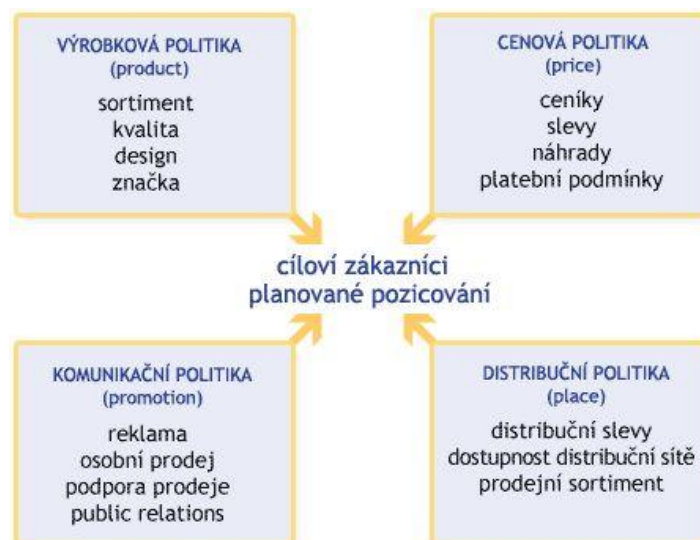 VÝROBKOVÁ POLITIKA
(product)
sortiment
kvalita
design
značka
CENOVÁ POLITIKA
(price)
ceníky
slevy
náhrady
platební podmínky
cíloví zákazníci
planované pozicování
KOMUNIKAČNÍ POLITIKA
(promotion)
reklama
osobní prodej
podpora prodeje
public relations
DISTRIBUČNÍ POLITIKA
(place)
distribuční slevy
dostupnost distribuční sítě
prodejní sortiment